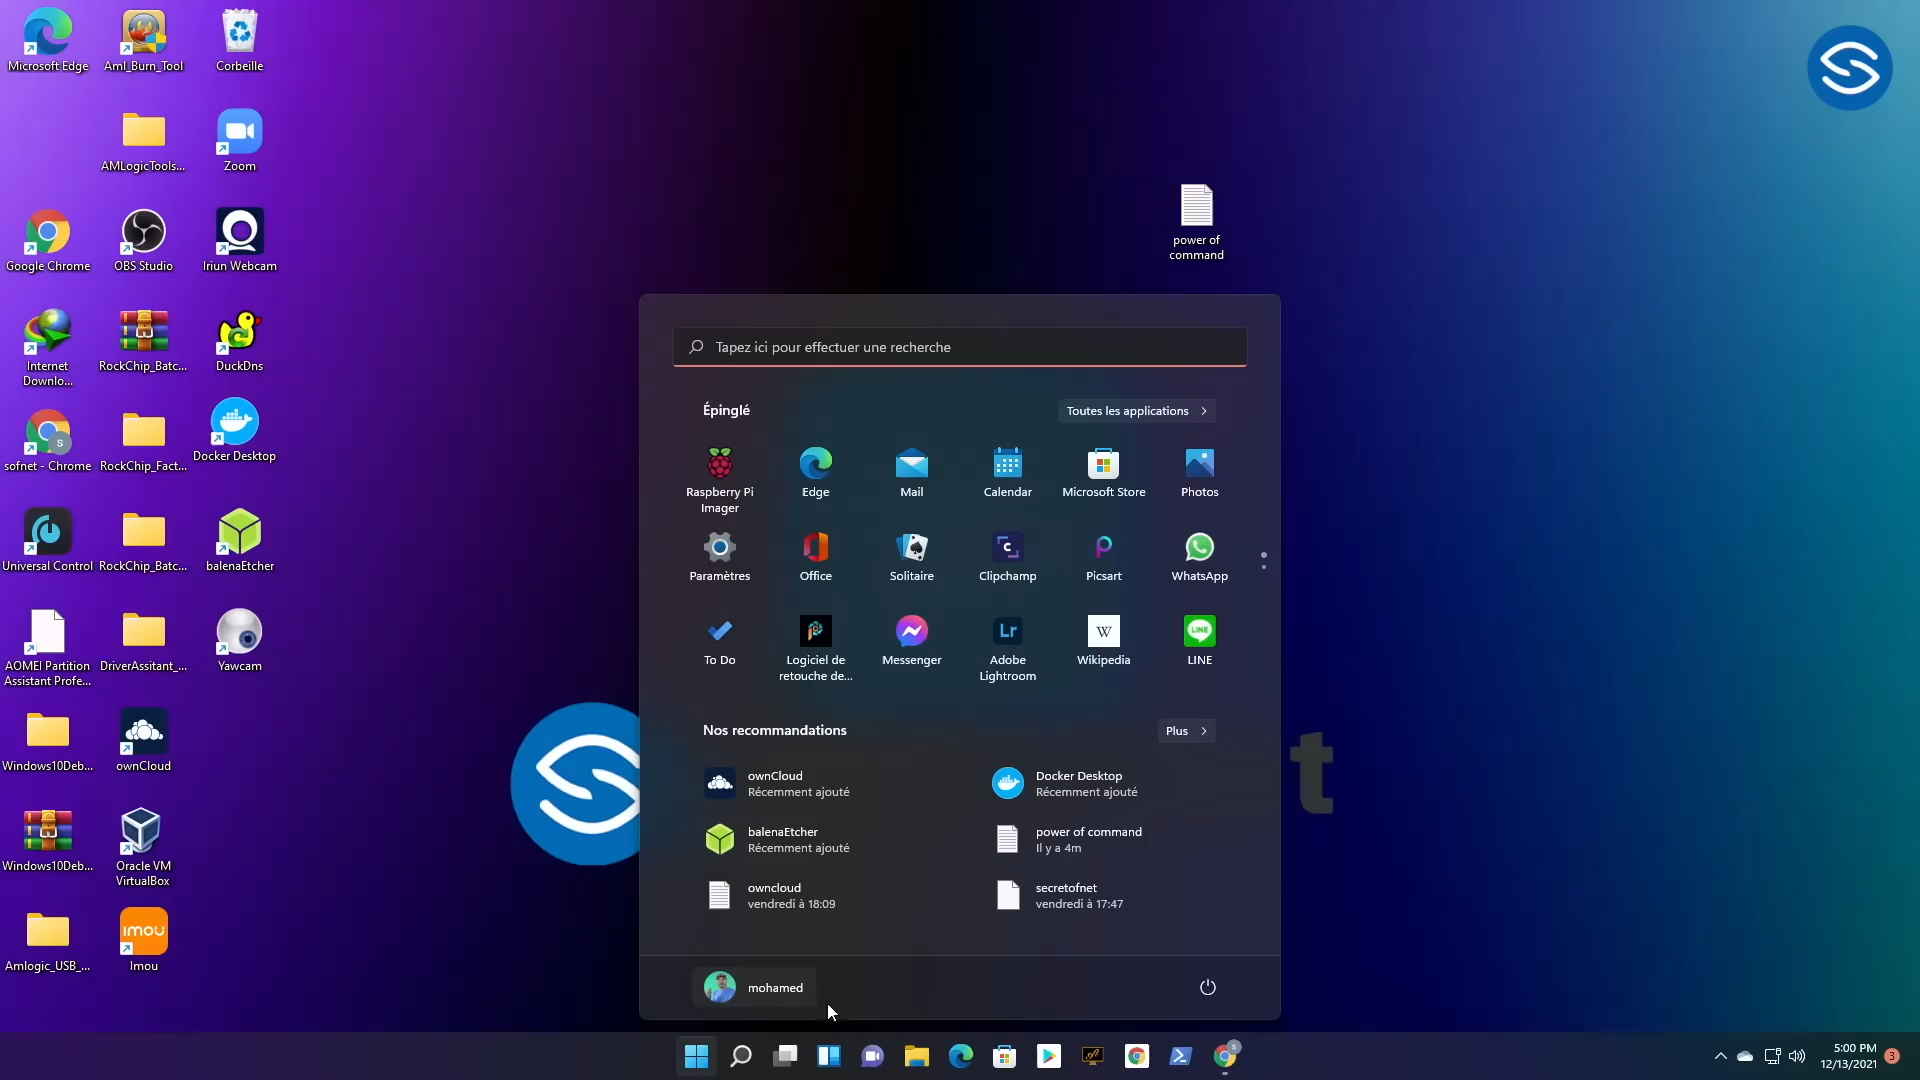 Microsoft Edge
Aml_Burn_Tool
Corbeille
AMLogicTools...
Zoom
Google Chrome
OBS Studio
Iriun Webcam
Internet
Downlo...
RockChip_Batc...
DuckDns
S
sofnet - Chrome
RockChip_Fact...
Docker Desktop
Universal Control
RockChip_Batc...
balenaEtcher
AOMEI Partition
Assistant Profe...
DriverAssitant_...
Yawcam
Windows10Deb...
ownCloud
Windows10Deb...
Oracle VM
VirtualBox
Amlogic_USB_...
imou
Imou
power of
command
Tapez ici pour effectuer une recherche
Épinglé
Toutes les applications
Raspberry Pi
Imager
Edge
Mail
Calendar
Microsoft Store
Photos
Paramètres
Office
Solitaire
Clipchamp
Picsart
WhatsApp
To Do
Logiciel de
retouche de...
Messenger
Lr
Adobe
Lightroom
W
Wikipedia
LINE
LINE
Nos recommandations
Plus
ownCloud
Récemment ajouté
Docker Desktop
Récemment ajouté
balenaEtcher
Récemment ajouté
power of command
Il y a 4m
owncloud
vendredi à 18:09
secretofnet
vendredi à 17:47
t
mohamed
5:00 PM
12/13/2021
3